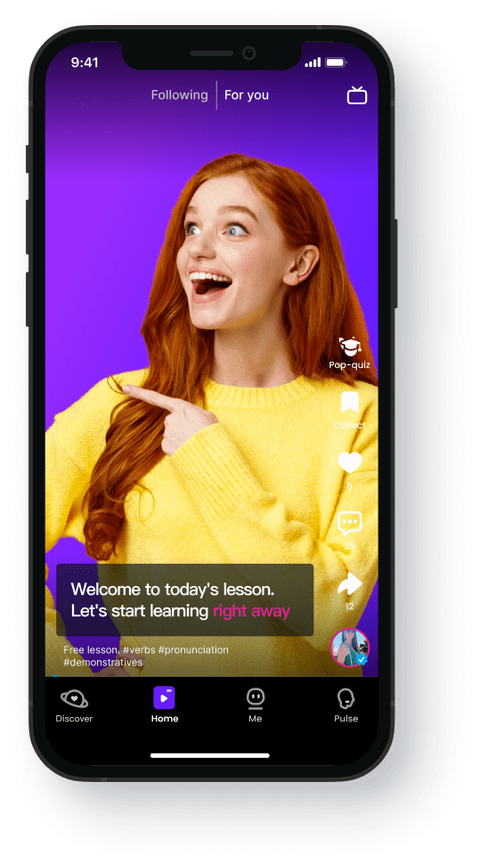 9:41
Following For you
Pop-quiz
Collect
5
12
Welcome to today's lesson.
Let's start learning right away
Free lesson. #verbs #pronunciation
#demonstratives
Discover Home Me Pulse